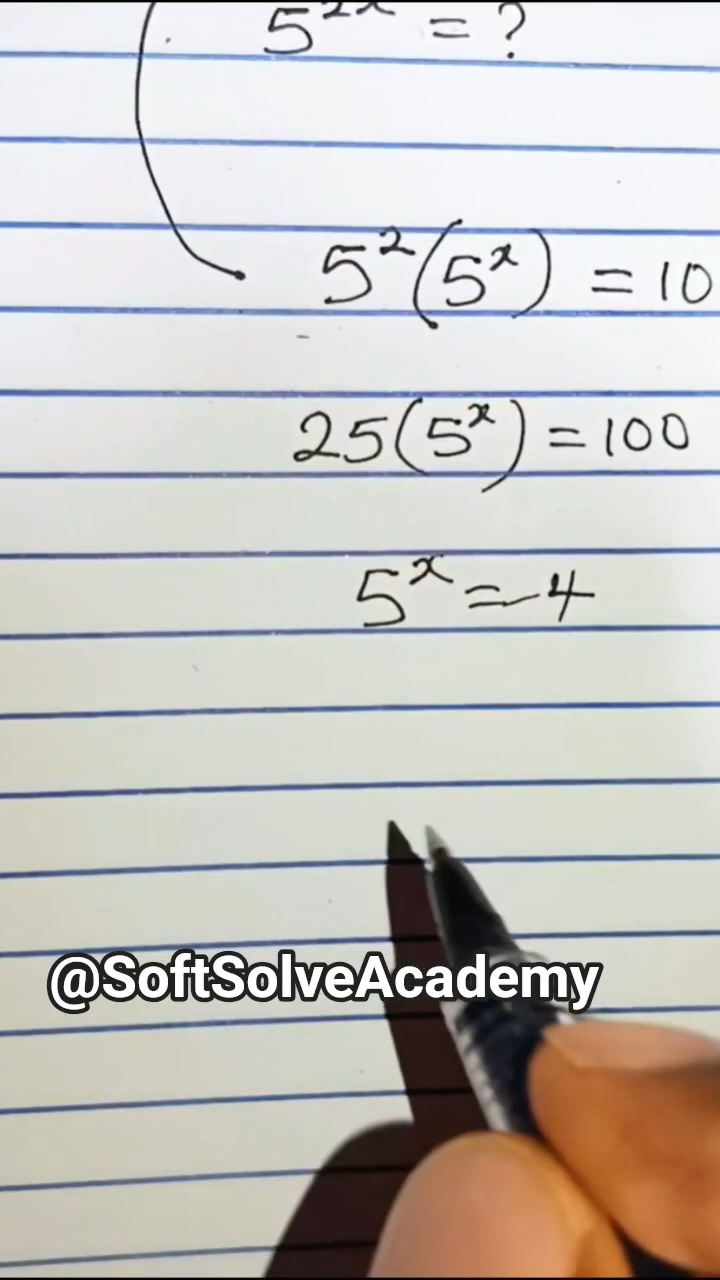 5^{2x} = ?
5^2(5^x) = 10
25(5^x) = 100
5^x = 4
@SoftSolveAcademy